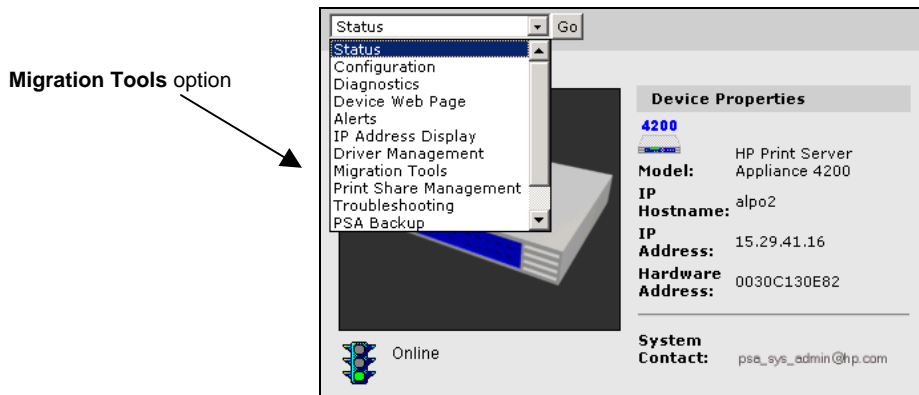 Status Go
Status
Configuration
Diagnostics
Device Web Page
Alerts
IP Address Display
Driver Management
Migration Tools
Print Share Management
Troubleshooting
PSA Backup
Migration Tools option
Device Properties
4200
Model: HP Print Server Appliance 4200
IP Hostname: alpo2
IP Address: 15.29.41.16
Hardware Address: 0030C130E82
System Contact: psa_sys_admin@hp.com
Online